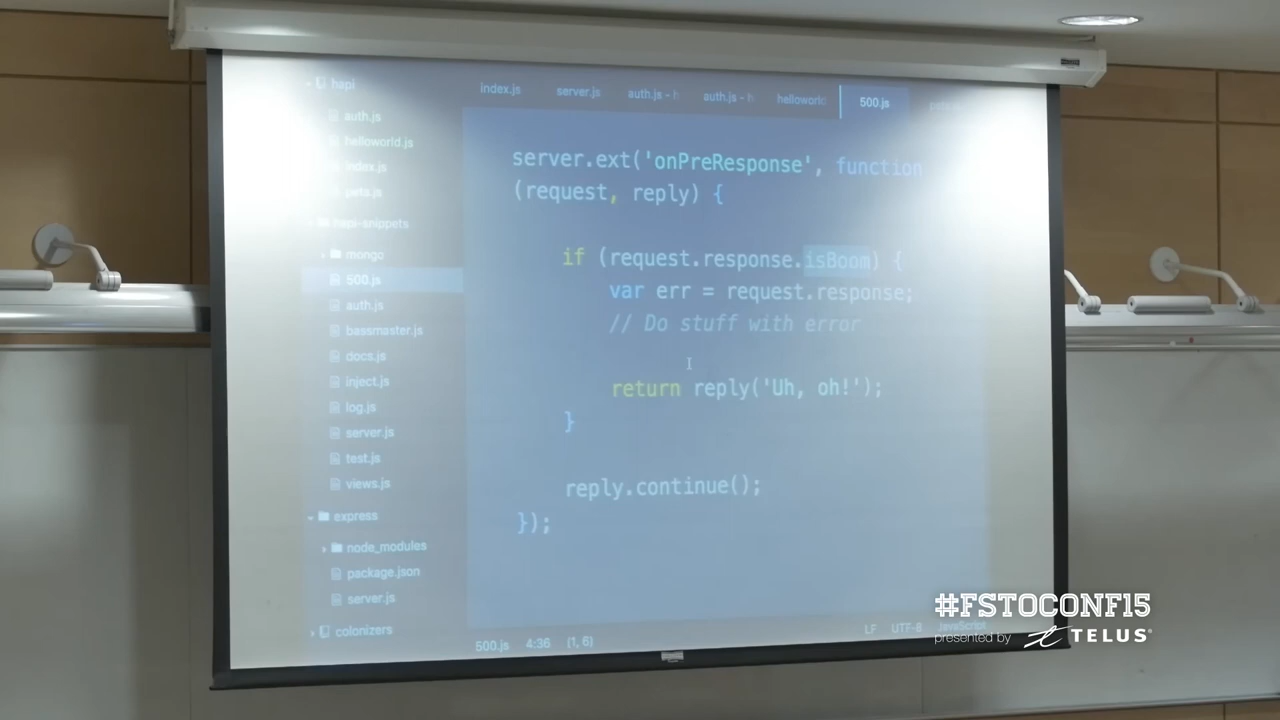 hapi
auth.js
helloworld.js
index.js
pets.js
hapi-snippets
mongo
500.js
auth.js
bassmaster.js
docs.js
inject.js
log.js
server.js
test.js
views.js
express
node_modules
package.json
server.js
colonizers
index.js server.js auth.js - h auth.js - h helloworld 500.js
server.ext('onPreResponse', function
(request, reply) {
if (request.response.isBoom) {
var err = request.response;
// Do stuff with error
return reply('Uh, oh!');
}
reply.continue();
});
500.js 4:36 (1, 6) LF UTF-8 JavaScript
#FSTOCONF15
presented by TELUS